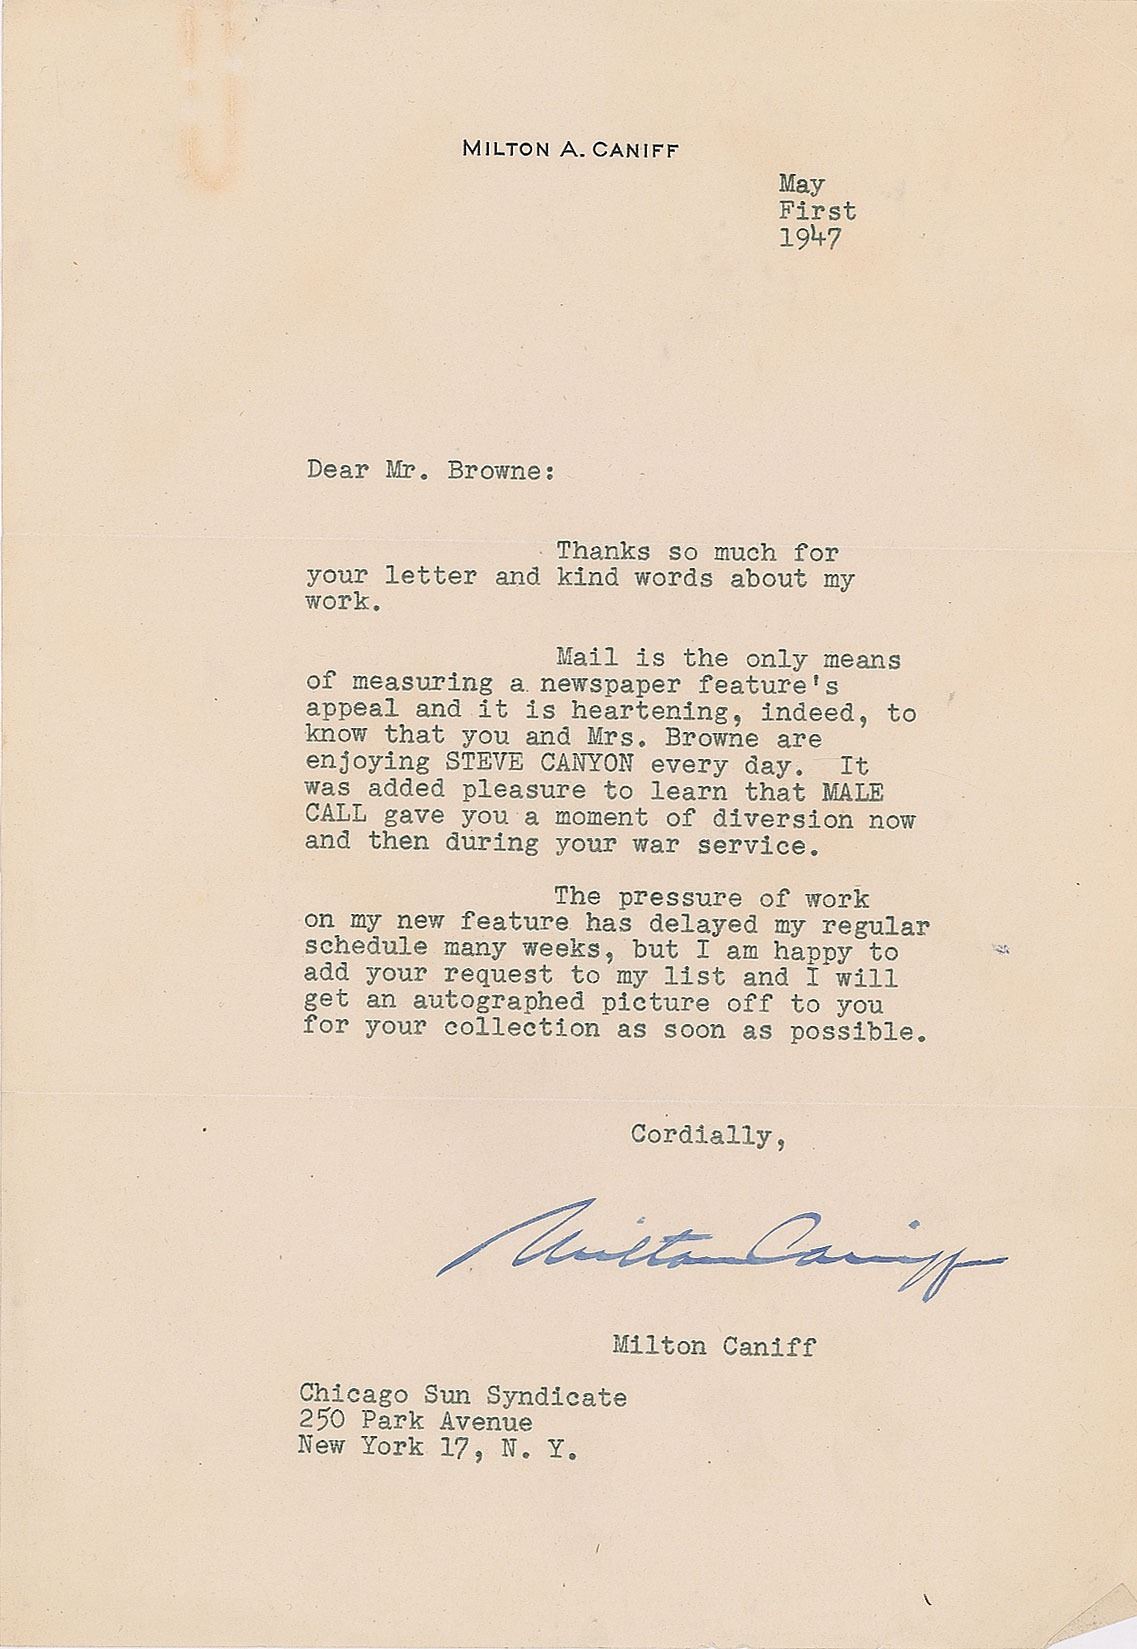 MILTON A. CANIFF
May
First
1947
Dear Mr. Browne:
Thanks so much for
your letter and kind words about my
work.
Mail is the only means
of measuring a newspaper feature's
appeal and it is heartening, indeed, to
know that you and Mrs. Browne are
enjoying STEVE CANYON every day. It
was added pleasure to learn that MALE
CALL gave you a moment of diversion now
and then during your war service.
The pressure of work
on my new feature has delayed my regular
schedule many weeks, but I am happy to
add your request to my list and I will
get an autographed picture off to you
for your collection as soon as possible.
Cordially,
Milton Caniff
Milton Caniff
Chicago Sun Syndicate
250 Park Avenue
New York 17, N. Y.